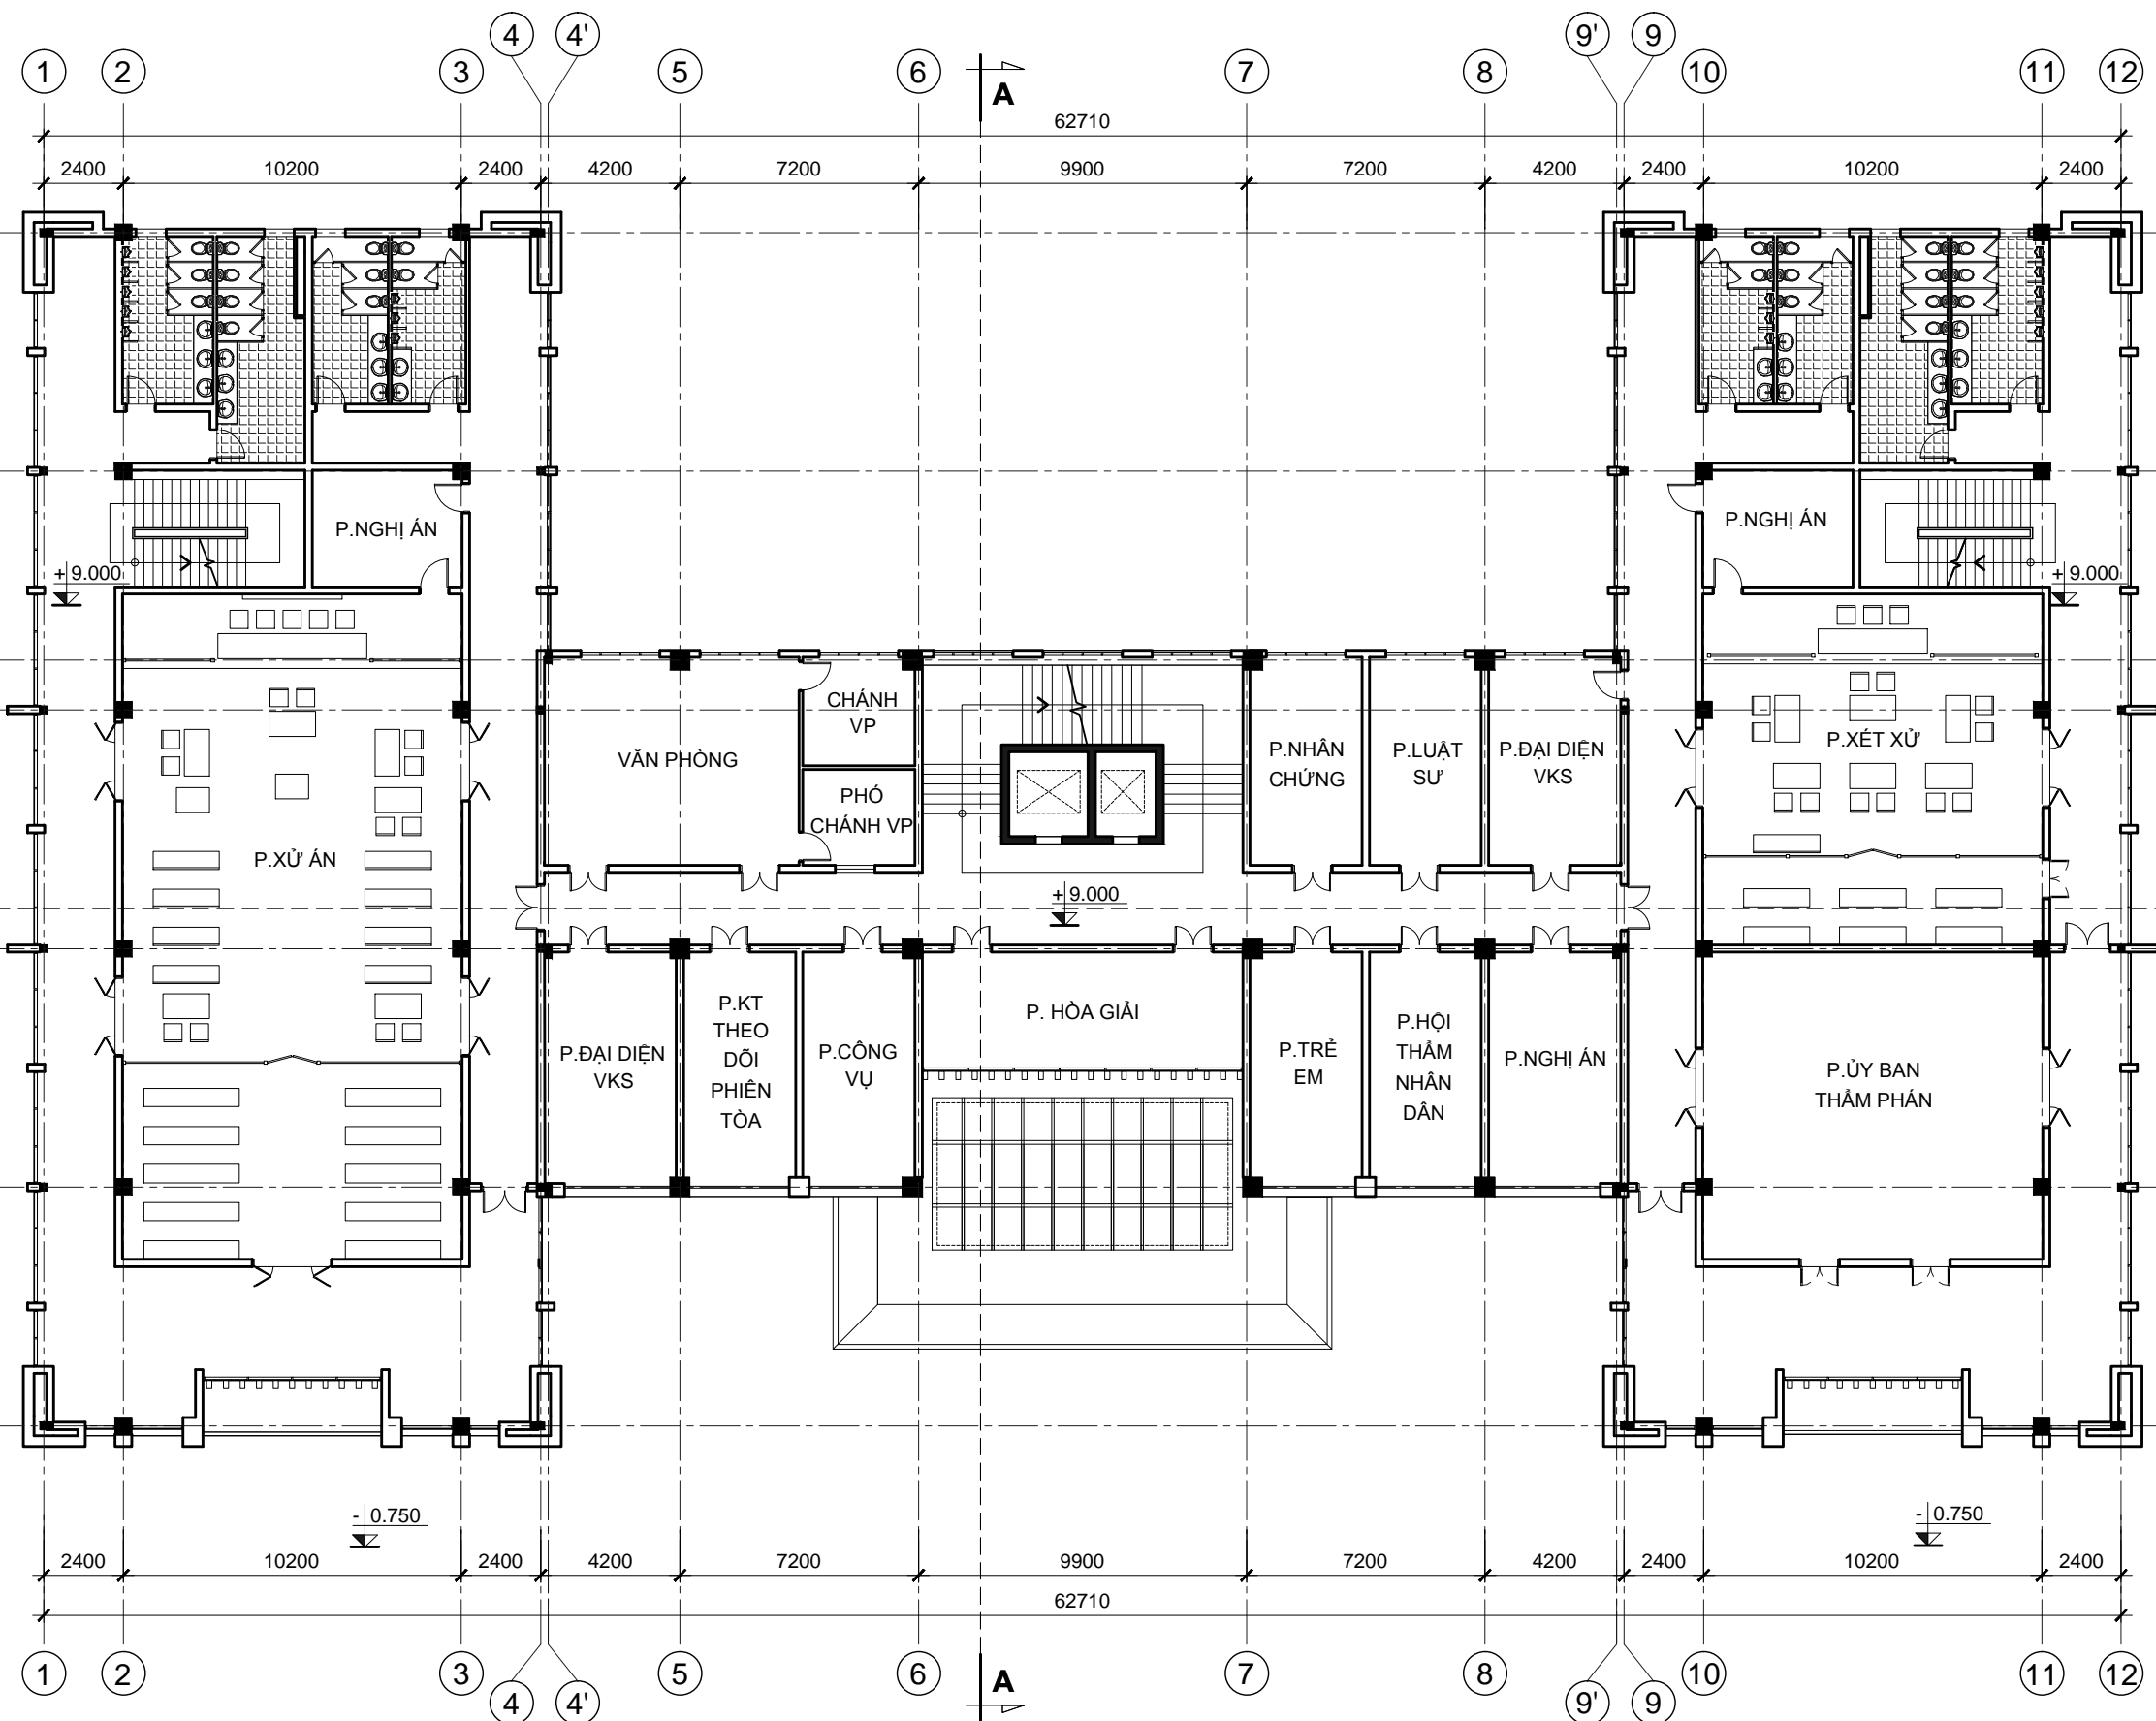 4 4' 9' 9
1 2 3 5 6 7 8 10 11 12
A
62710
2400 10200 2400 4200 7200 9900 7200 4200 2400 10200 2400
P.NGHỊ ÁN
P.NGHỊ ÁN
+ 9.000
+ 9.000
CHÁNH
VP
VĂN PHÒNG
PHÓ
CHÁNH VP
P.NHÂN
CHỨNG
P.LUẬT
SƯ
P.ĐẠI DIỆN
VKS
P.XÉT XỬ
P.XỬ ÁN
+ 9.000
P.ĐẠI DIỆN
VKS
P.KT
THEO
DÕI
PHIÊN
TÒA
P.CÔNG
VỤ
P. HÒA GIẢI
P.TRẺ
EM
P.HỘI
THẨM
NHÂN
DÂN
P.NGHỊ ÁN
P.ỦY BAN
THẨM PHÁN
- 0.750
- 0.750
2400 10200 2400 4200 7200 9900 7200 4200 2400 10200 2400
62710
1 2 3 5 6 7 8 10 11 12
A
4 4' 9' 9